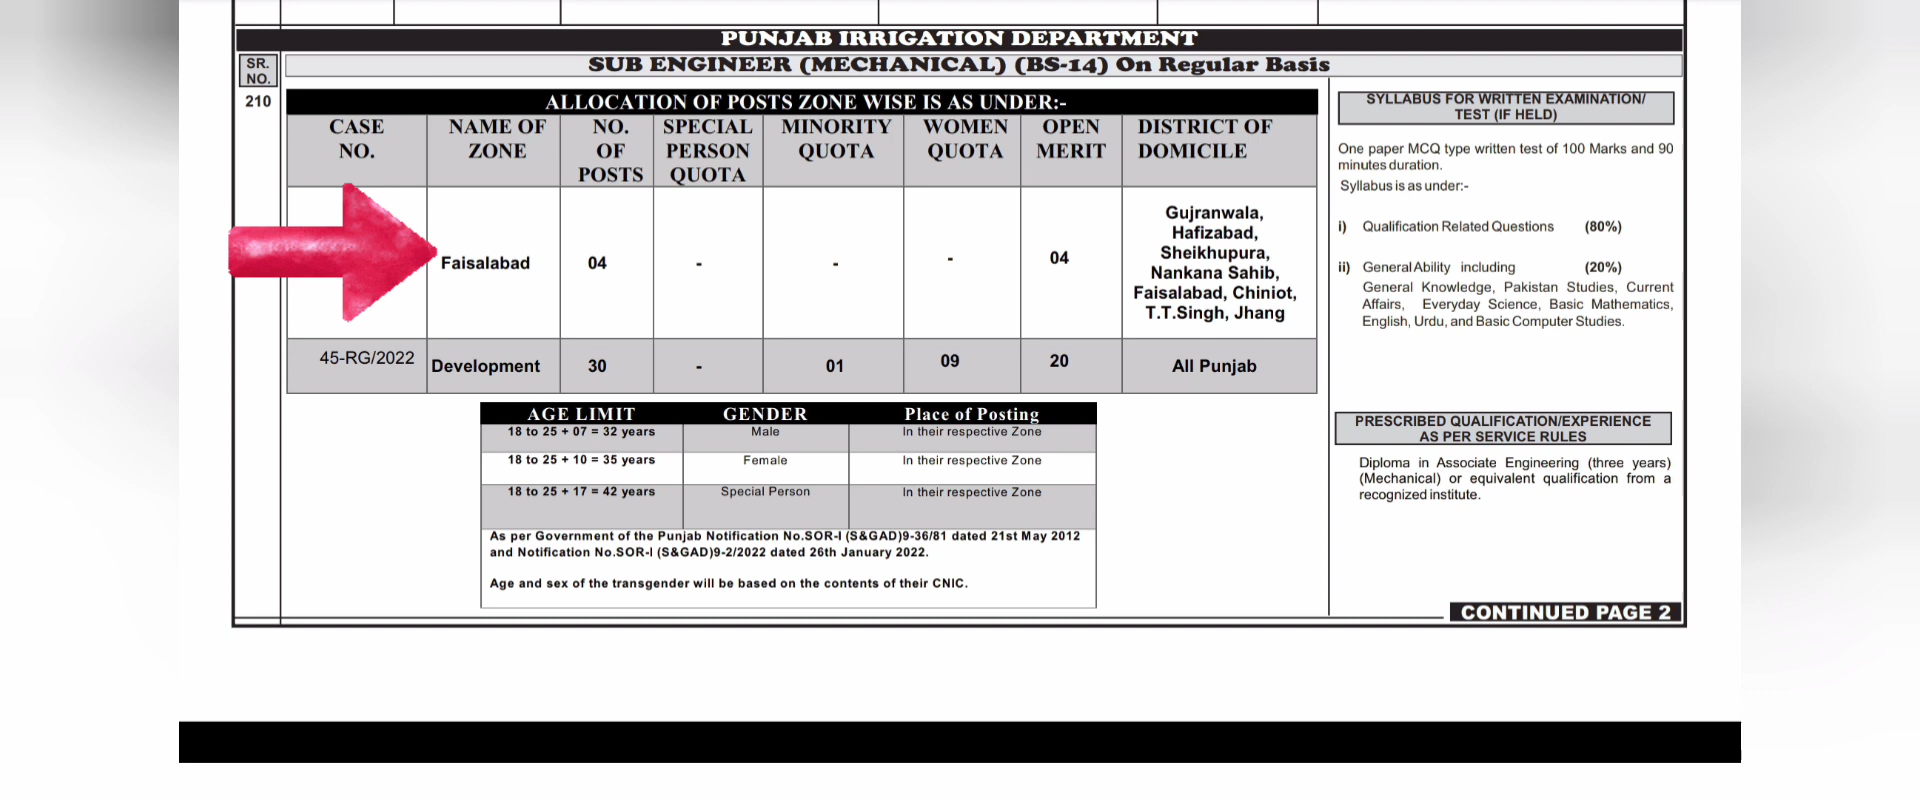 PUNJAB IRRIGATION DEPARTMENT
SR.
NO.
SUB ENGINEER (MECHANICAL) (BS-14) On Regular Basis
210
ALLOCATION OF POSTS ZONE WISE IS AS UNDER:-
CASE NO. NAME OF ZONE NO. OF POSTS SPECIAL PERSON QUOTA MINORITY QUOTA WOMEN QUOTA OPEN MERIT DISTRICT OF DOMICILE
Faisalabad 04 - - - 04 Gujranwala,
Hafizabad,
Sheikhupura,
Nankana Sahib,
Faisalabad, Chiniot,
T.T.Singh, Jhang
45-RG/2022 Development 30 - 01 09 20 All Punjab
AGE LIMIT GENDER Place of Posting
18 to 25 + 07 = 32 years Male In their respective Zone
18 to 25 + 10 = 35 years Female In their respective Zone
18 to 25 + 17 = 42 years Special Person In their respective Zone
As per Government of the Punjab Notification No.SOR-I (S&GAD)9-36/81 dated 21st May 2012
and Notification No.SOR-I (S&GAD)9-2/2022 dated 26th January 2022.
Age and sex of the transgender will be based on the contents of their CNIC.
SYLLABUS FOR WRITTEN EXAMINATION/
TEST (IF HELD)
One paper MCQ type written test of 100 Marks and 90
minutes duration.
Syllabus is as under:-
i) Qualification Related Questions (80%)
ii) General Ability including (20%)
General Knowledge, Pakistan Studies, Current
Affairs, Everyday Science, Basic Mathematics,
English, Urdu, and Basic Computer Studies.
PRESCRIBED QUALIFICATION/EXPERIENCE
AS PER SERVICE RULES
Diploma in Associate Engineering (three years)
(Mechanical) or equivalent qualification from a
recognized institute.
CONTINUED PAGE 2